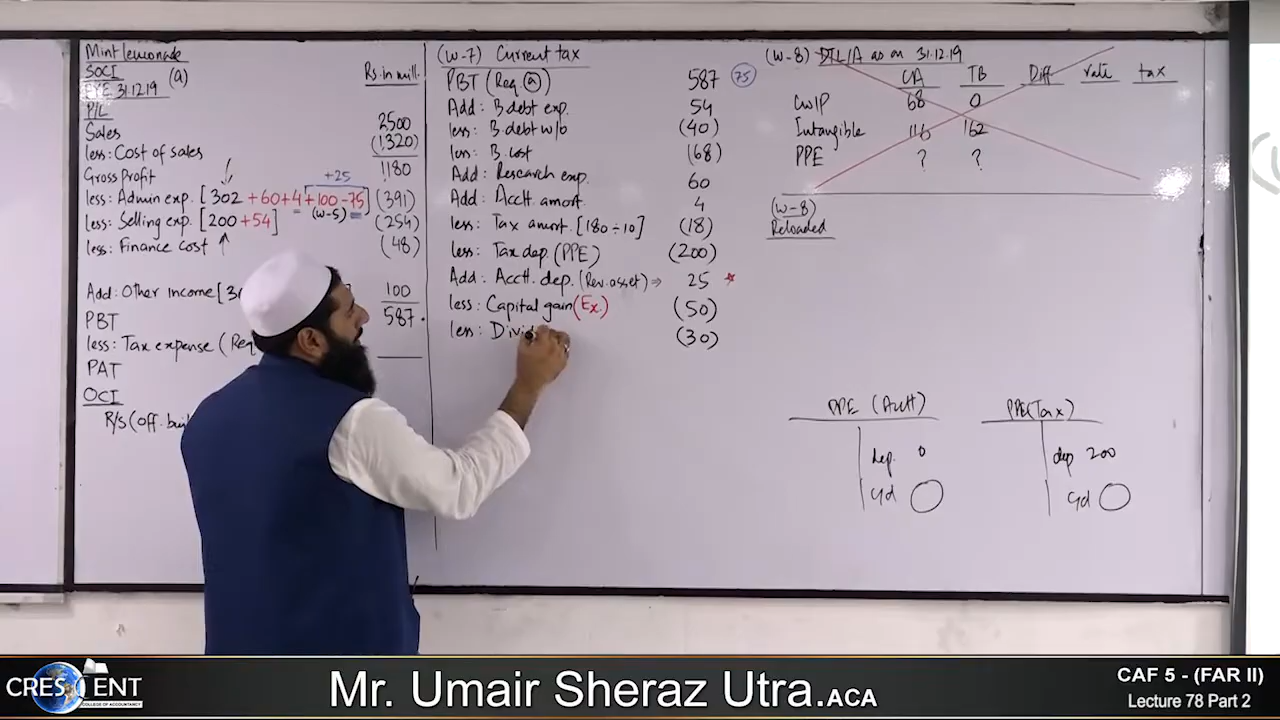 Mint lemonade
SOCI (a)
FYE 31.12.19
Rs. in mill.
P/L
Sales 2500
less: Cost of sales (1320)
Gross Profit 1180
+25
less: Admin exp. [302 +60+4+100-75] (391)
(W-5)
less: Selling exp. [200+54] (254)
less: Finance cost (48)
Add: Other income [ 100
PBT 587
less: Tax expense (Req
PAT
OCI
R/S (off. buil
(W-7) Current tax
PBT (Req. a) 587 75
Add: B.debt exp. 54
less: B.debt w/o (40)
less: B.cost (68)
Add: Research exp. 60
Add: Acctt. amort. 4
less: Tax amort. [180÷10] (18)
less: Tax dep. (PPE) (200)
Add: Acctt. dep. (Rev. asset) ⇒ 25 *
less: Capital gain (Ex.) (50)
less: Divid (30)
(W-8) DTL/A as on 31.12.19
CA TB Diff rate tax
CWIP 68 0
Intangible 116 162
PPE ? ?
(W-8)
Reloaded
PPE (Acctt) PPE (Tax)
dep. 0 dep 200
c/d c/d
CRESCENT
COLLEGE OF ACCOUNTANCY
Mr. Umair Sheraz Utra.ACA
CAF 5 - (FAR II)
Lecture 78 Part 2